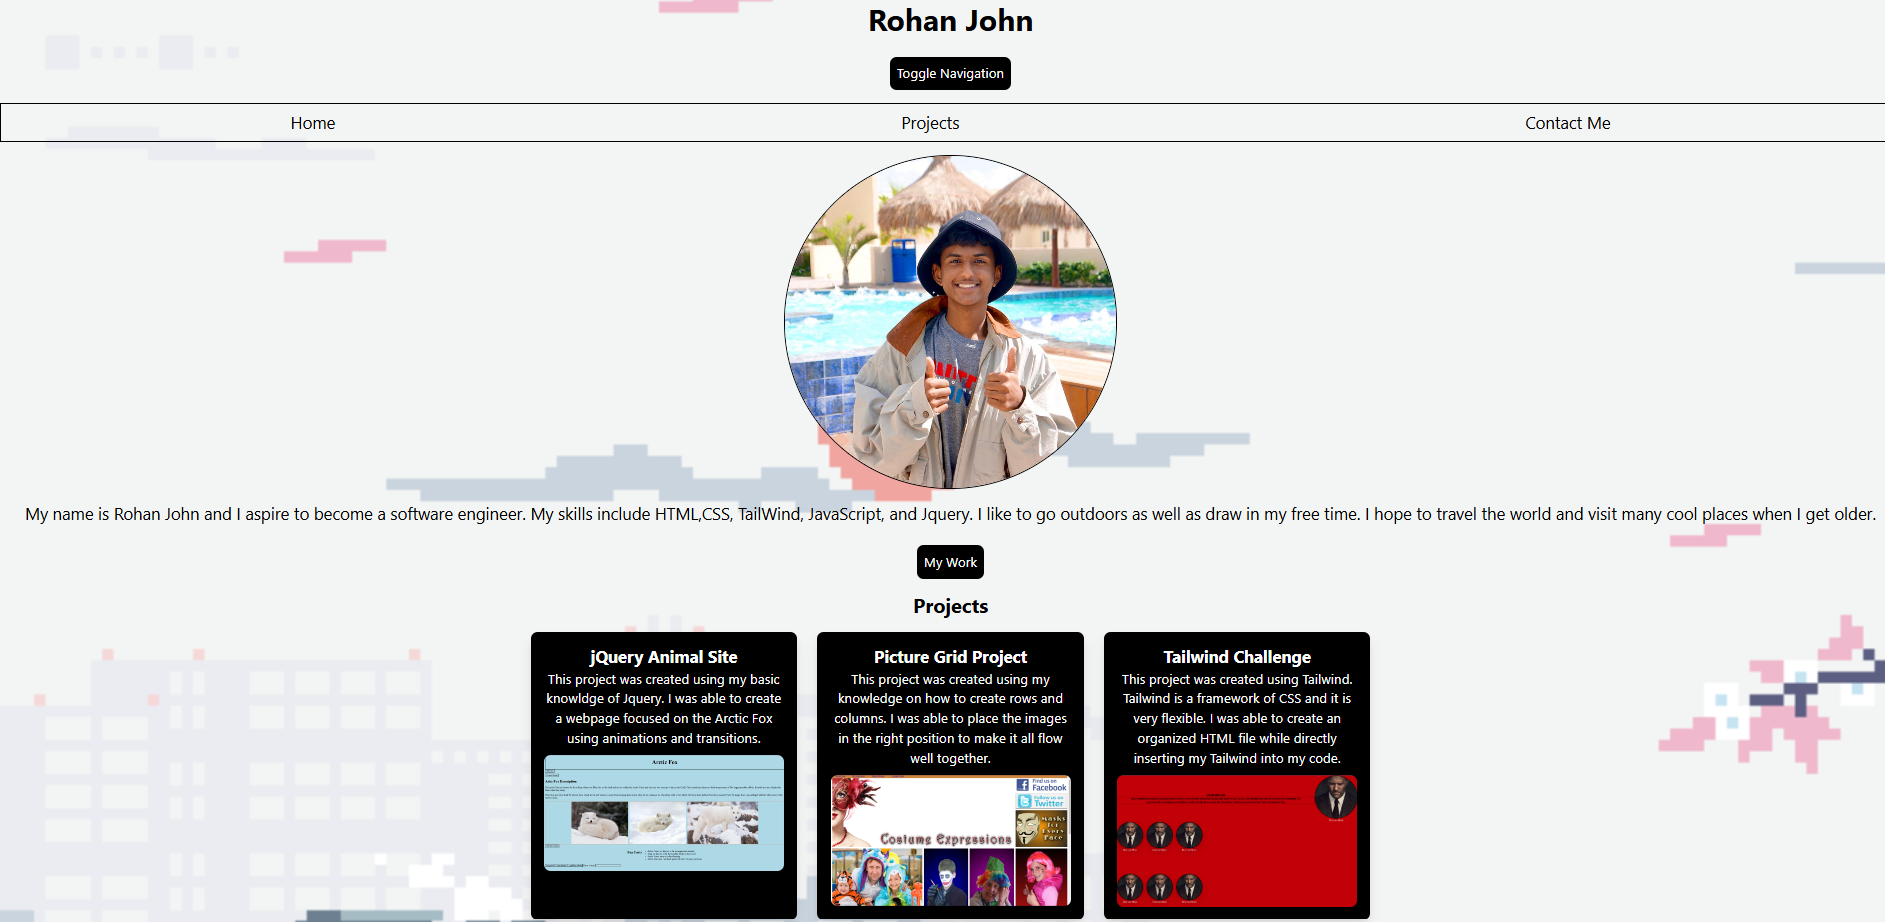 Rohan John
Toggle Navigation
Home Projects Contact Me
My name is Rohan John and I aspire to become a software engineer. My skills include HTML,CSS, TailWind, JavaScript, and Jquery. I like to go outdoors as well as draw in my free time. I hope to travel the world and visit many cool places when I get older.
My Work
Projects
jQuery Animal Site
This project was created using my basic
knowldge of Jquery. I was able to create
a webpage focused on the Arctic Fox
using animations and transitions.
Arctic Fox
Picture Grid Project
This project was created using my
knowledge on how to create rows and
columns. I was able to place the images
in the right position to make it all flow
well together.
Find us on
Facebook
Follow us on
Twitter
Masks
for
Every
Face
Costume Expressions
Tailwind Challenge
This project was created using Tailwind.
Tailwind is a framework of CSS and it is
very flexible. I was able to create an
organized HTML file while directly
inserting my Tailwind into my code.